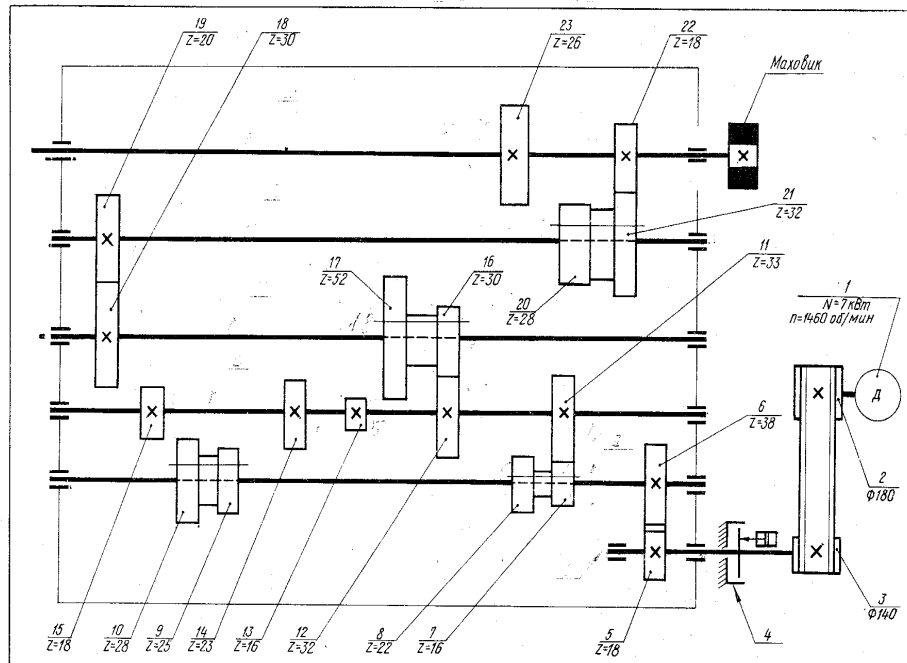 19
Z=20
18
Z=30
23
Z=26
22
Z=18
Маховик
21
Z=32
17
Z=52
16
Z=30
11
Z=33
20
Z=28
1
N=7кВт
n=1460 об/мин
Д
6
Z=38
2
Ф180
15
Z=18
10
Z=28
9
Z=25
14
Z=23
13
Z=16
12
Z=32
8
Z=22
7
Z=16
5
Z=18
4
3
Ф140